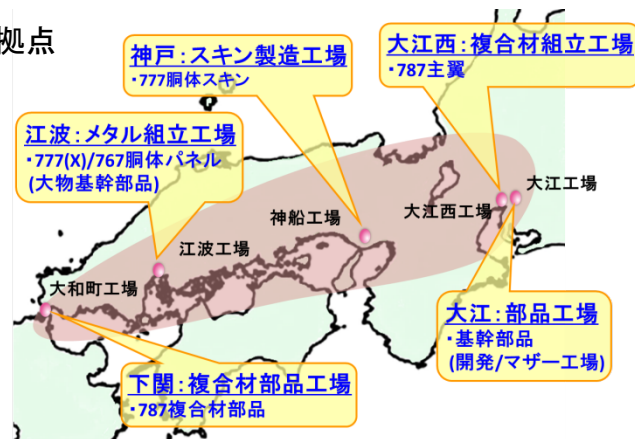 拠点
神戸：スキン製造工場
・777胴体スキン
大江西：複合材組立工場
・787主翼
江波：メタル組立工場
・777(X)/767胴体パネル
(大物基幹部品)
大江工場
大江西工場
神船工場
江波工場
大和町工場
大江：部品工場
・基幹部品
(開発/マザー工場)
下関：複合材部品工場
・787複合材部品